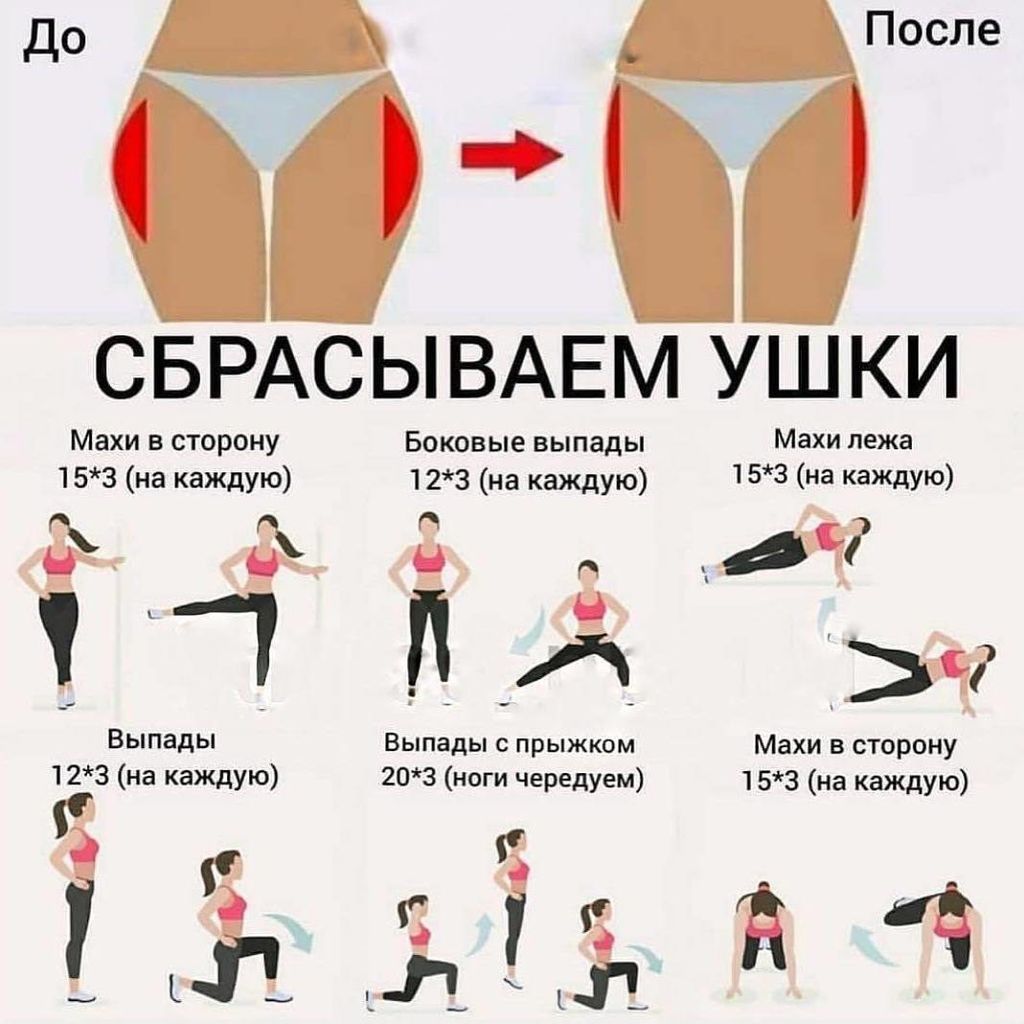 До
После
СБРАСЫВАЕМ УШКИ
Махи в сторону
15*3 (на каждую)
Боковые выпады
12*3 (на каждую)
Махи лежа
15*3 (на каждую)
Выпады
12*3 (на каждую)
Выпады с прыжком
20*3 (ноги чередуем)
Махи в сторону
15*3 (на каждую)